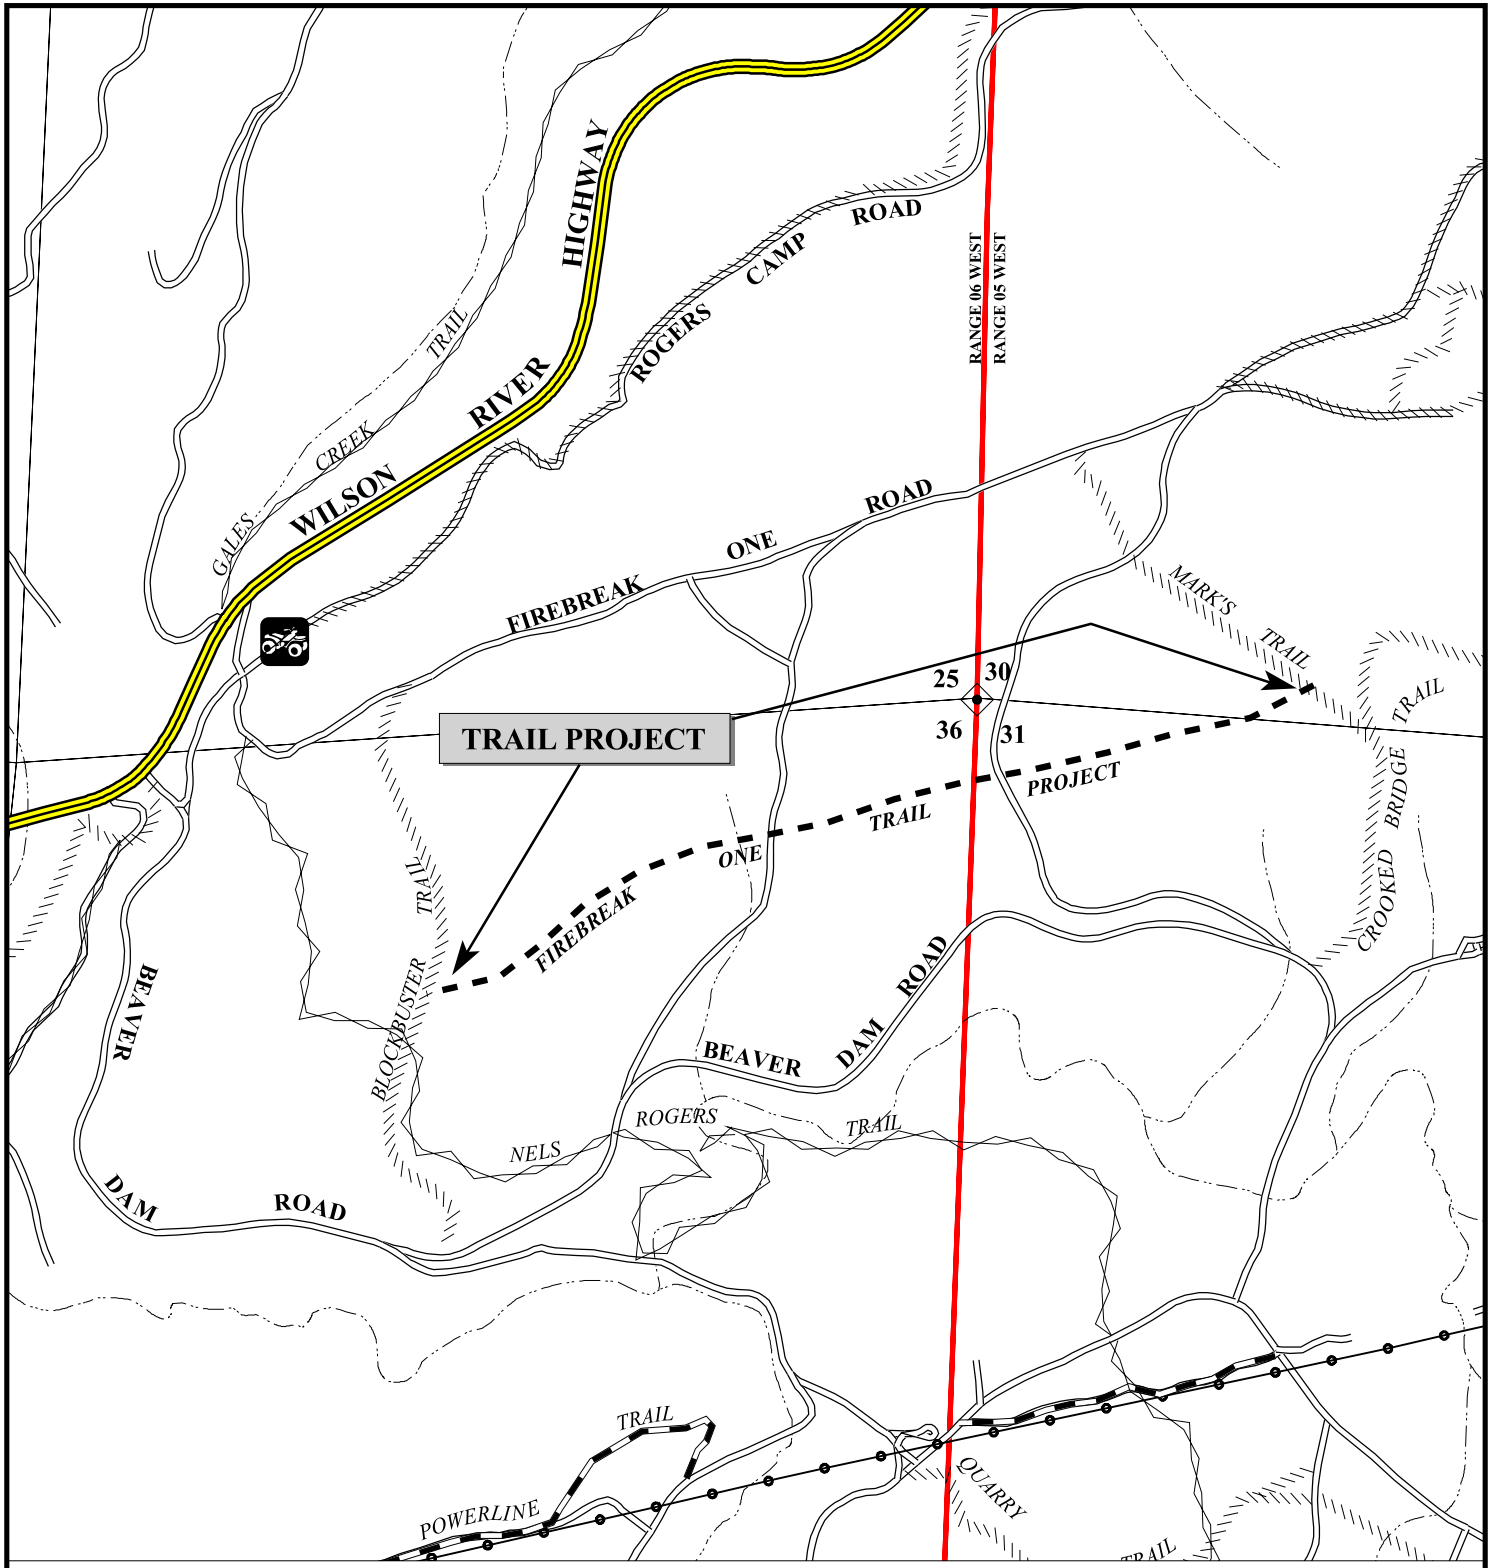 HIGHWAY
ROAD
CAMP
RANGE 06 WEST
RANGE 05 WEST
TRAIL
ROGERS
RIVER
CREEK
WILSON
GALES
ROAD
ONE
FIREBREAK
MARK'S
TRAIL
25
30
36
31
TRAIL PROJECT
TRAIL
BRIDGE
CROOKED
PROJECT
TRAIL
ONE
FIREBREAK
TRAIL
BLOCKBUSTER
BEAVER
ROAD
DAM
BEAVER
ROGERS
TRAIL
NELS
DAM
ROAD
TRAIL
POWERLINE
QUARRY
TRAIL